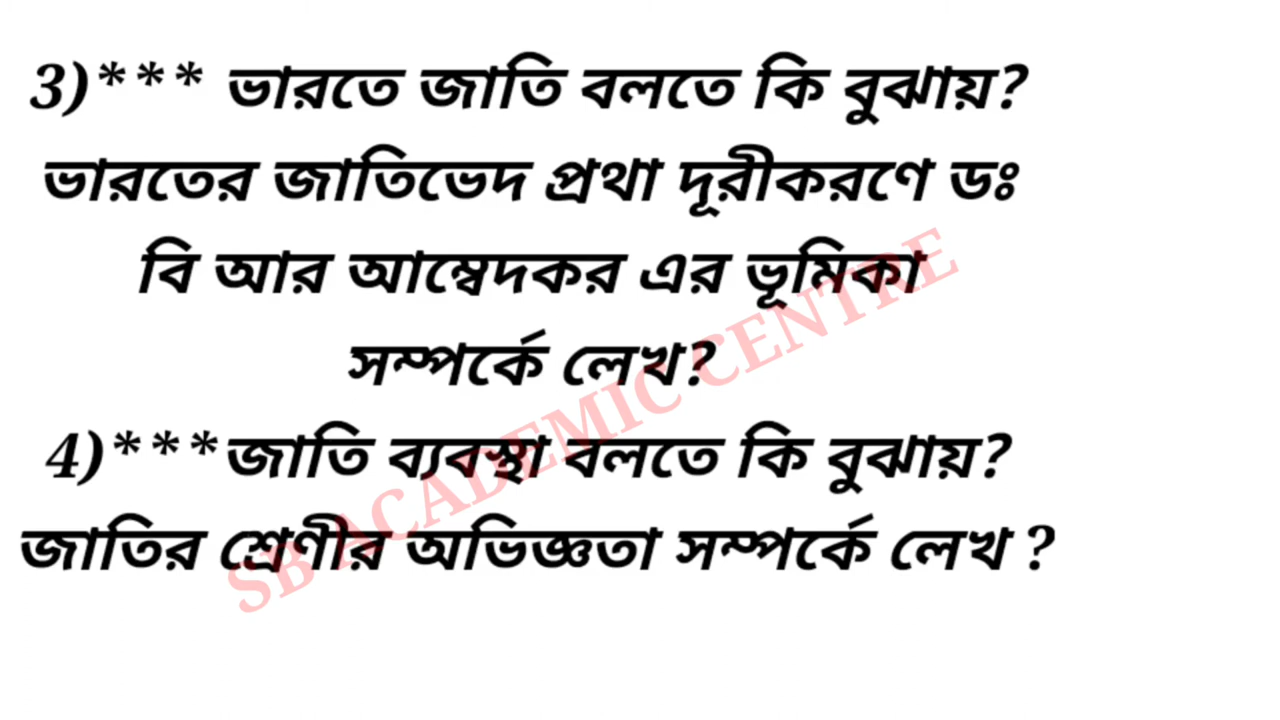 3)*** ভারতে জাতি বলতে কি বুঝায়?
ভারতের জাতিভেদ প্রথা দূরীকরণে ডঃ
বি আর আম্বেদকর এর ভূমিকা
সম্পর্কে লেখ?
4)***জাতি ব্যবস্থা বলতে কি বুঝায়?
জাতির শ্রেণীর অভিজ্ঞতা সম্পর্কে লেখ ?
SB ACADEMIC CENTRE